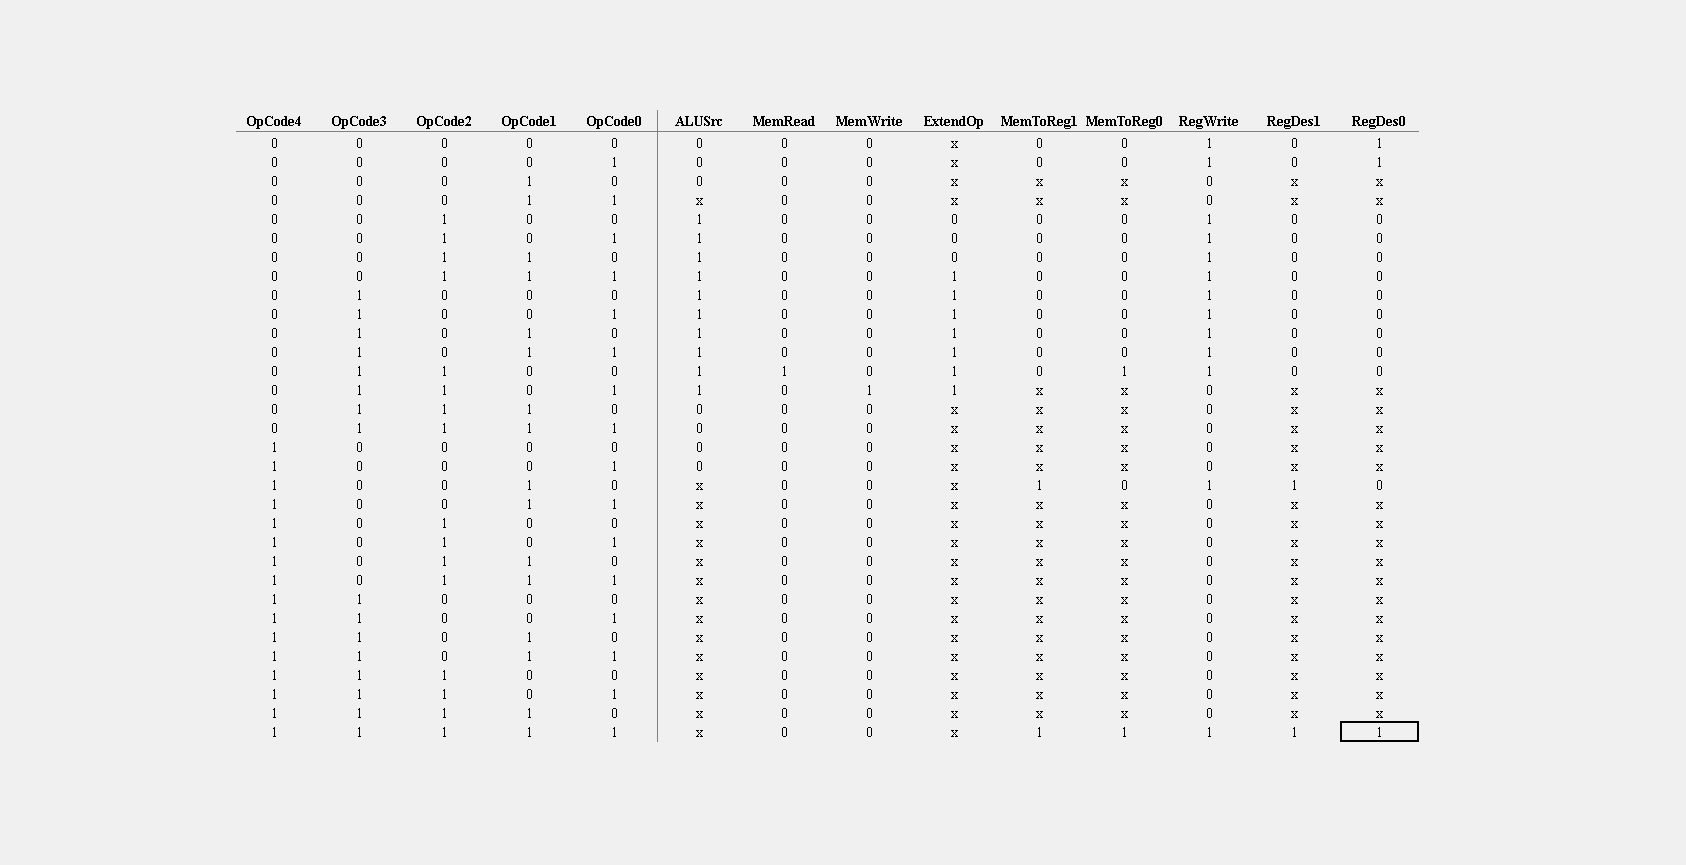 OpCode4 OpCode3 OpCode2 OpCode1 OpCode0 ALUSrc MemRead MemWrite ExtendOp MemToReg1 MemToReg0 RegWrite RegDes1 RegDes0
0 0 0 0 0 0 0 0 x 0 0 1 0 1
0 0 0 0 1 0 0 0 x 0 0 1 0 1
0 0 0 1 0 0 0 0 x x x 0 x x
0 0 0 1 1 x 0 0 x x x 0 x x
0 0 1 0 0 1 0 0 0 0 0 1 0 0
0 0 1 0 1 1 0 0 0 0 0 1 0 0
0 0 1 1 0 1 0 0 0 0 0 1 0 0
0 0 1 1 1 1 0 0 1 0 0 1 0 0
0 1 0 0 0 1 0 0 1 0 0 1 0 0
0 1 0 0 1 1 0 0 1 0 0 1 0 0
0 1 0 1 0 1 0 0 1 0 0 1 0 0
0 1 0 1 1 1 0 0 1 0 0 1 0 0
0 1 1 0 0 1 1 0 1 0 1 1 0 0
0 1 1 0 1 1 0 1 1 x x 0 x x
0 1 1 1 0 0 0 0 x x x 0 x x
0 1 1 1 1 0 0 0 x x x 0 x x
1 0 0 0 0 0 0 0 x x x 0 x x
1 0 0 0 1 0 0 0 x x x 0 x x
1 0 0 1 0 x 0 0 x 1 0 1 1 0
1 0 0 1 1 x 0 0 x x x 0 x x
1 0 1 0 0 x 0 0 x x x 0 x x
1 0 1 0 1 x 0 0 x x x 0 x x
1 0 1 1 0 x 0 0 x x x 0 x x
1 0 1 1 1 x 0 0 x x x 0 x x
1 1 0 0 0 x 0 0 x x x 0 x x
1 1 0 0 1 x 0 0 x x x 0 x x
1 1 0 1 0 x 0 0 x x x 0 x x
1 1 0 1 1 x 0 0 x x x 0 x x
1 1 1 0 0 x 0 0 x x x 0 x x
1 1 1 0 1 x 0 0 x x x 0 x x
1 1 1 1 0 x 0 0 x x x 0 x x
1 1 1 1 1 x 0 0 x 1 1 1 1 1